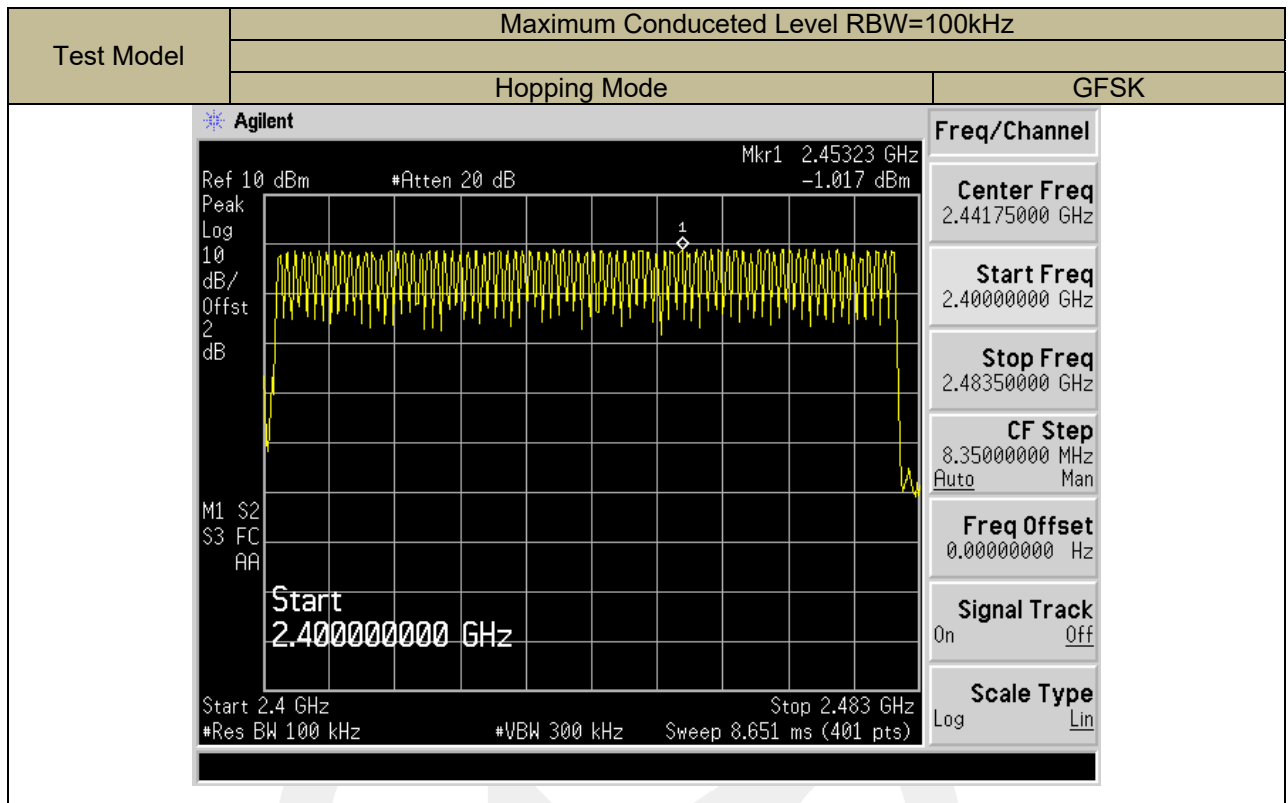 Test Model
Maximum Conduceted Level RBW=100kHz
Hopping Mode
GFSK
Agilent
Mkr1 2.45323 GHz
Ref 10 dBm #Atten 20 dB -1.017 dBm
Peak
Log
10
dB/
Offst
2
dB
1
M1 S2
S3 FC
AA
Start
2.400000000 GHz
Start 2.4 GHz Stop 2.483 GHz
#Res BW 100 kHz #VBW 300 kHz Sweep 8.651 ms (401 pts)
Freq/Channel
Center Freq
2.44175000 GHz
Start Freq
2.40000000 GHz
Stop Freq
2.48350000 GHz
CF Step
8.35000000 MHz
Auto Man
Freq Offset
0.00000000 Hz
Signal Track
On Off
Scale Type
Log Lin